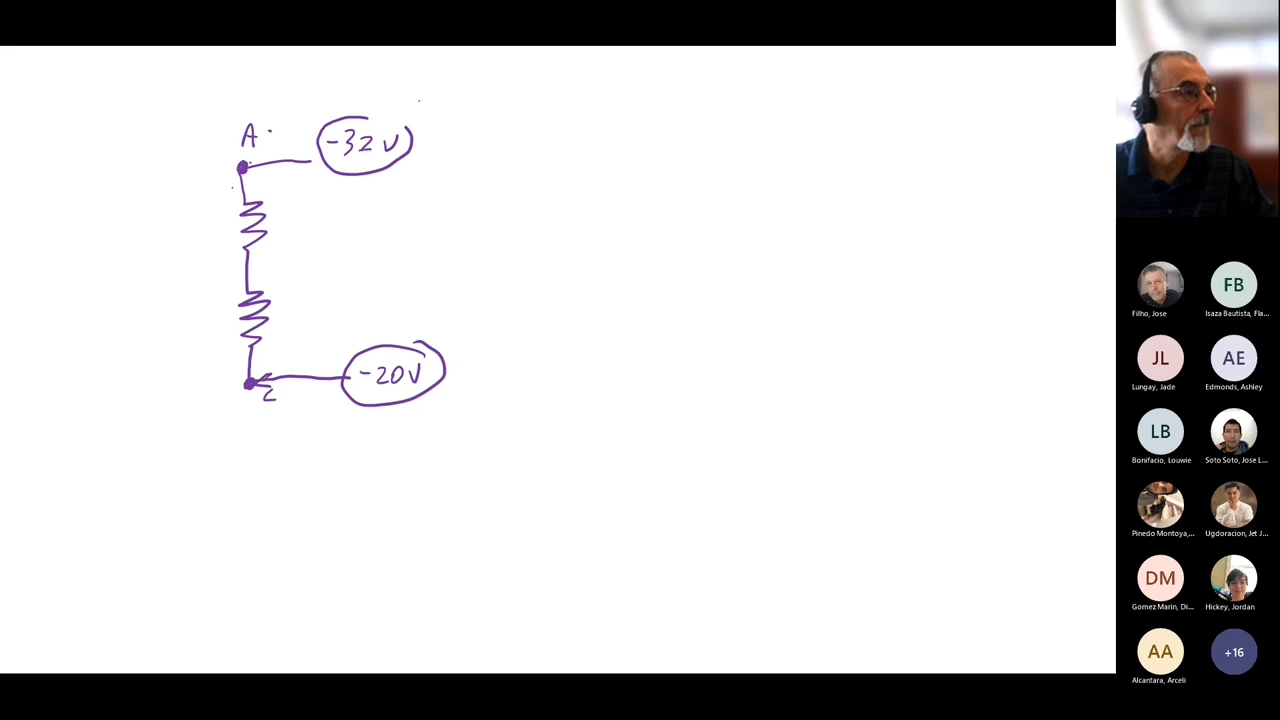 A
-32 V
-20V
C
FB
Filho, Jose
Isaza Bautista, Fla...
JL
AE
Lungay, Jade
Edmonds, Ashley
LB
Bonifacio, Louwie
Soto Soto, Jose L...
Pinedo Montoya,...
Ugdoracion, Jet J...
DM
Gomez Marin, Di...
Hickey, Jordan
AA
+16
Alcantara, Arceli